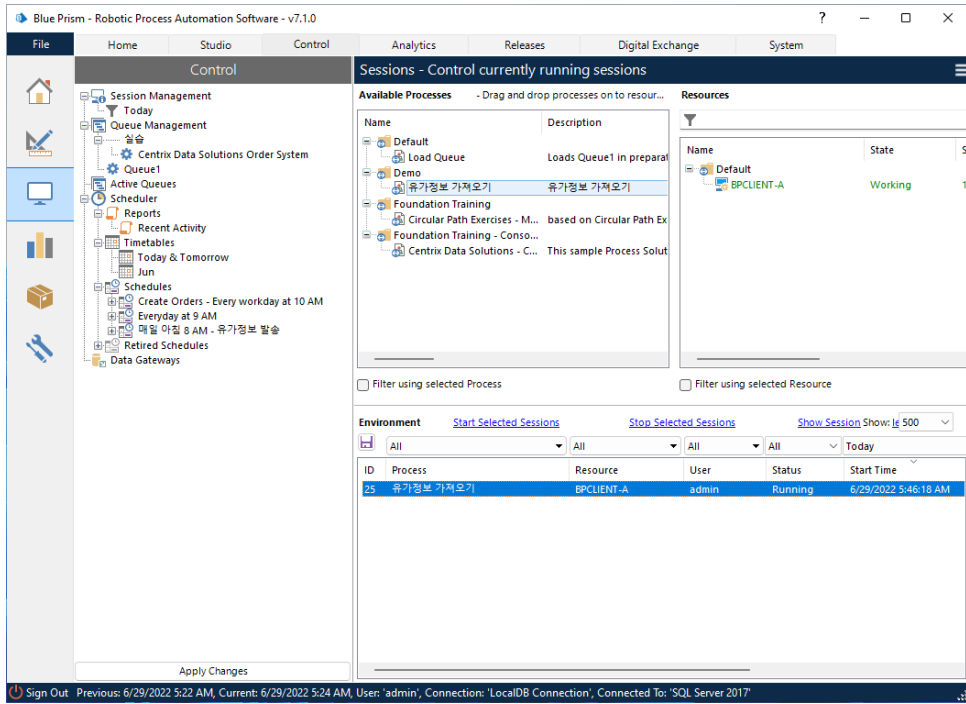 Blue Prism - Robotic Process Automation Software - v7.1.0
?
File Home Studio Control Analytics Releases Digital Exchange System
Control
Session Management
Today
Queue Management
실습
Centrix Data Solutions Order System
Queue1
Active Queues
Scheduler
Reports
Recent Activity
Timetables
Today & Tomorrow
Jun
Schedules
Create Orders - Every workday at 10 AM
Everyday at 9 AM
매일 아침 8 AM - 유가정보 발송
Retired Schedules
Data Gateways
Apply Changes
Sessions - Control currently running sessions
Available Processes - Drag and drop processes on to resour...
Name Description
Default
Load Queue Loads Queue1 in preparat
Demo
유가정보 가져오기 유가정보 가져오기
Foundation Training
Circular Path Exercises - M... based on Circular Path Ex
Foundation Training - Conso...
Centrix Data Solutions - C... This sample Process Solut
Filter using selected Process
Resources
Name State S
Default
BPCLIENT-A Working 1
Filter using selected Resource
Environment Start Selected Sessions Stop Selected Sessions Show Session Show: 500
All All All All Today
ID Process Resource User Status Start Time
25 유가정보 가져오기 BPCLIENT-A admin Running 6/29/2022 5:46:18 AM
Sign Out Previous: 6/29/2022 5:22 AM, Current: 6/29/2022 5:24 AM, User: 'admin', Connection: 'LocalDB Connection', Connected To: 'SQL Server 2017'